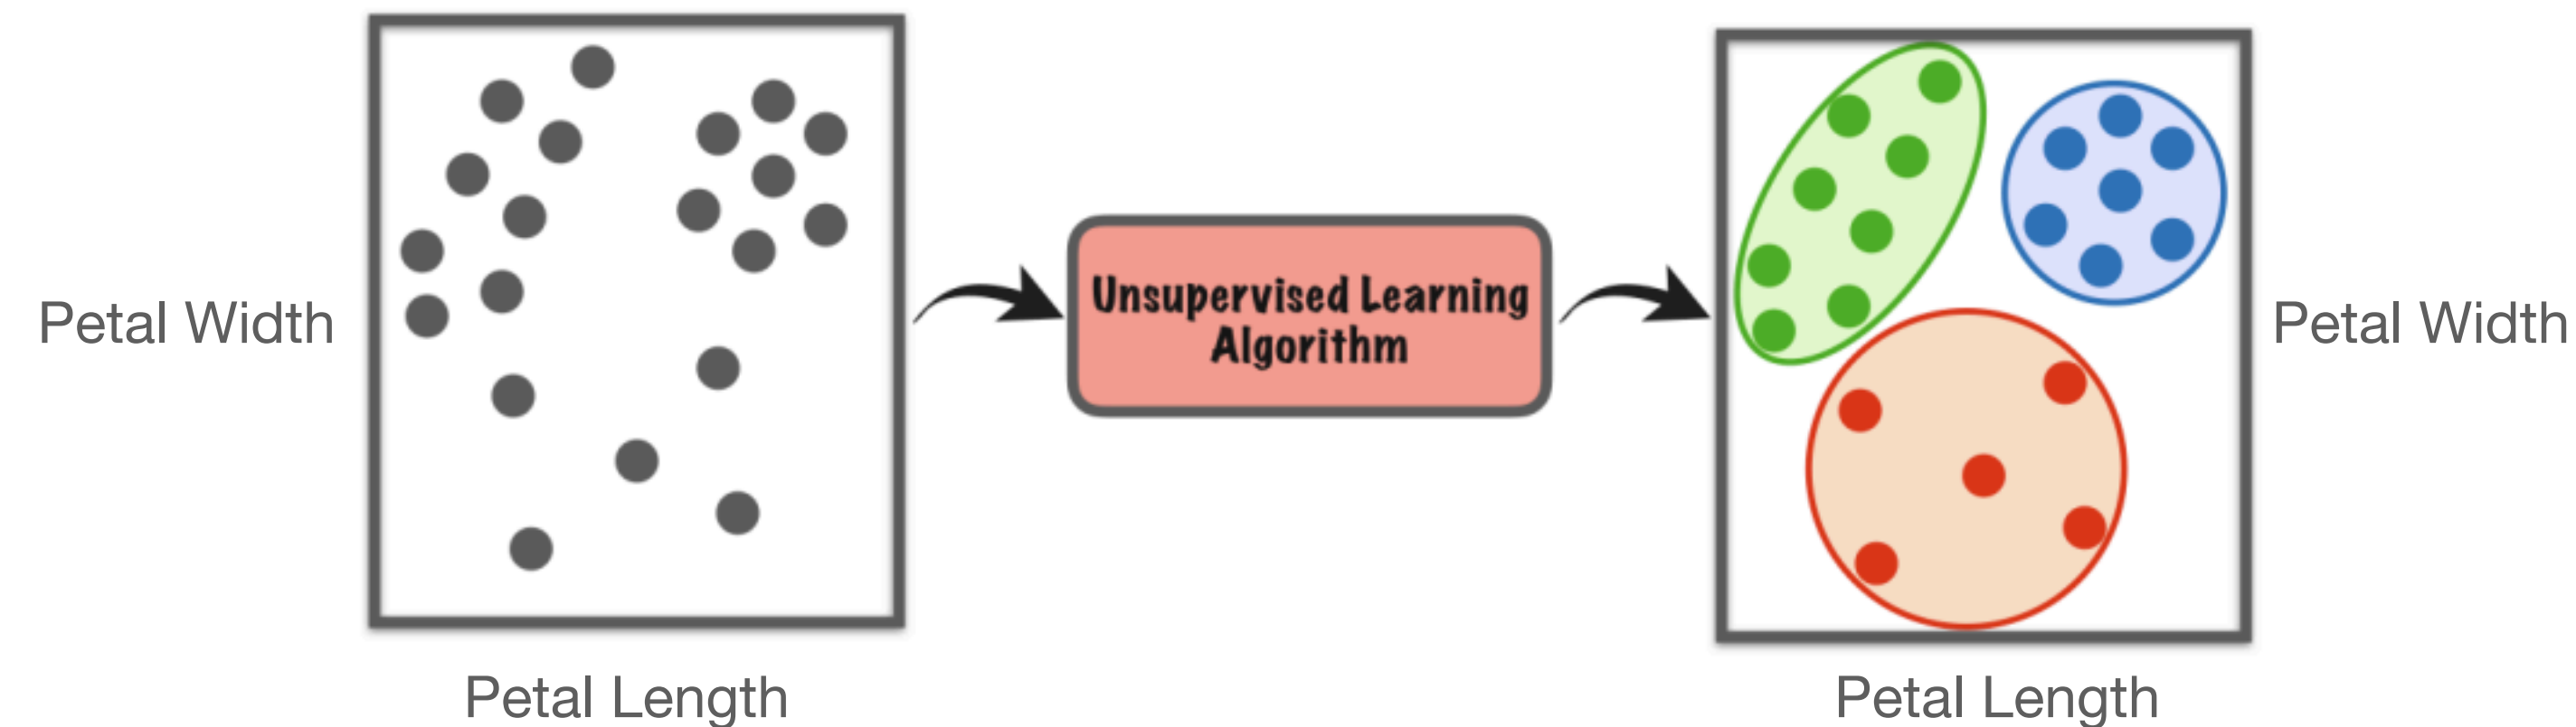 Petal Width
Petal Length
Unsupervised Learning
Algorithm
Petal Width
Petal Length